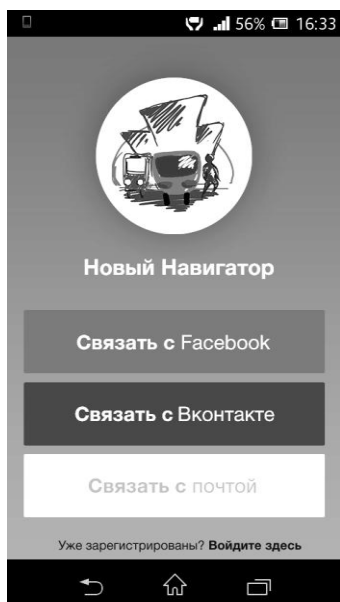 56% 16:33
Новый Навигатор
Связать с Facebook
Связать с Вконтакте
Связать с почтой
Уже зарегистрированы? Войдите здесь